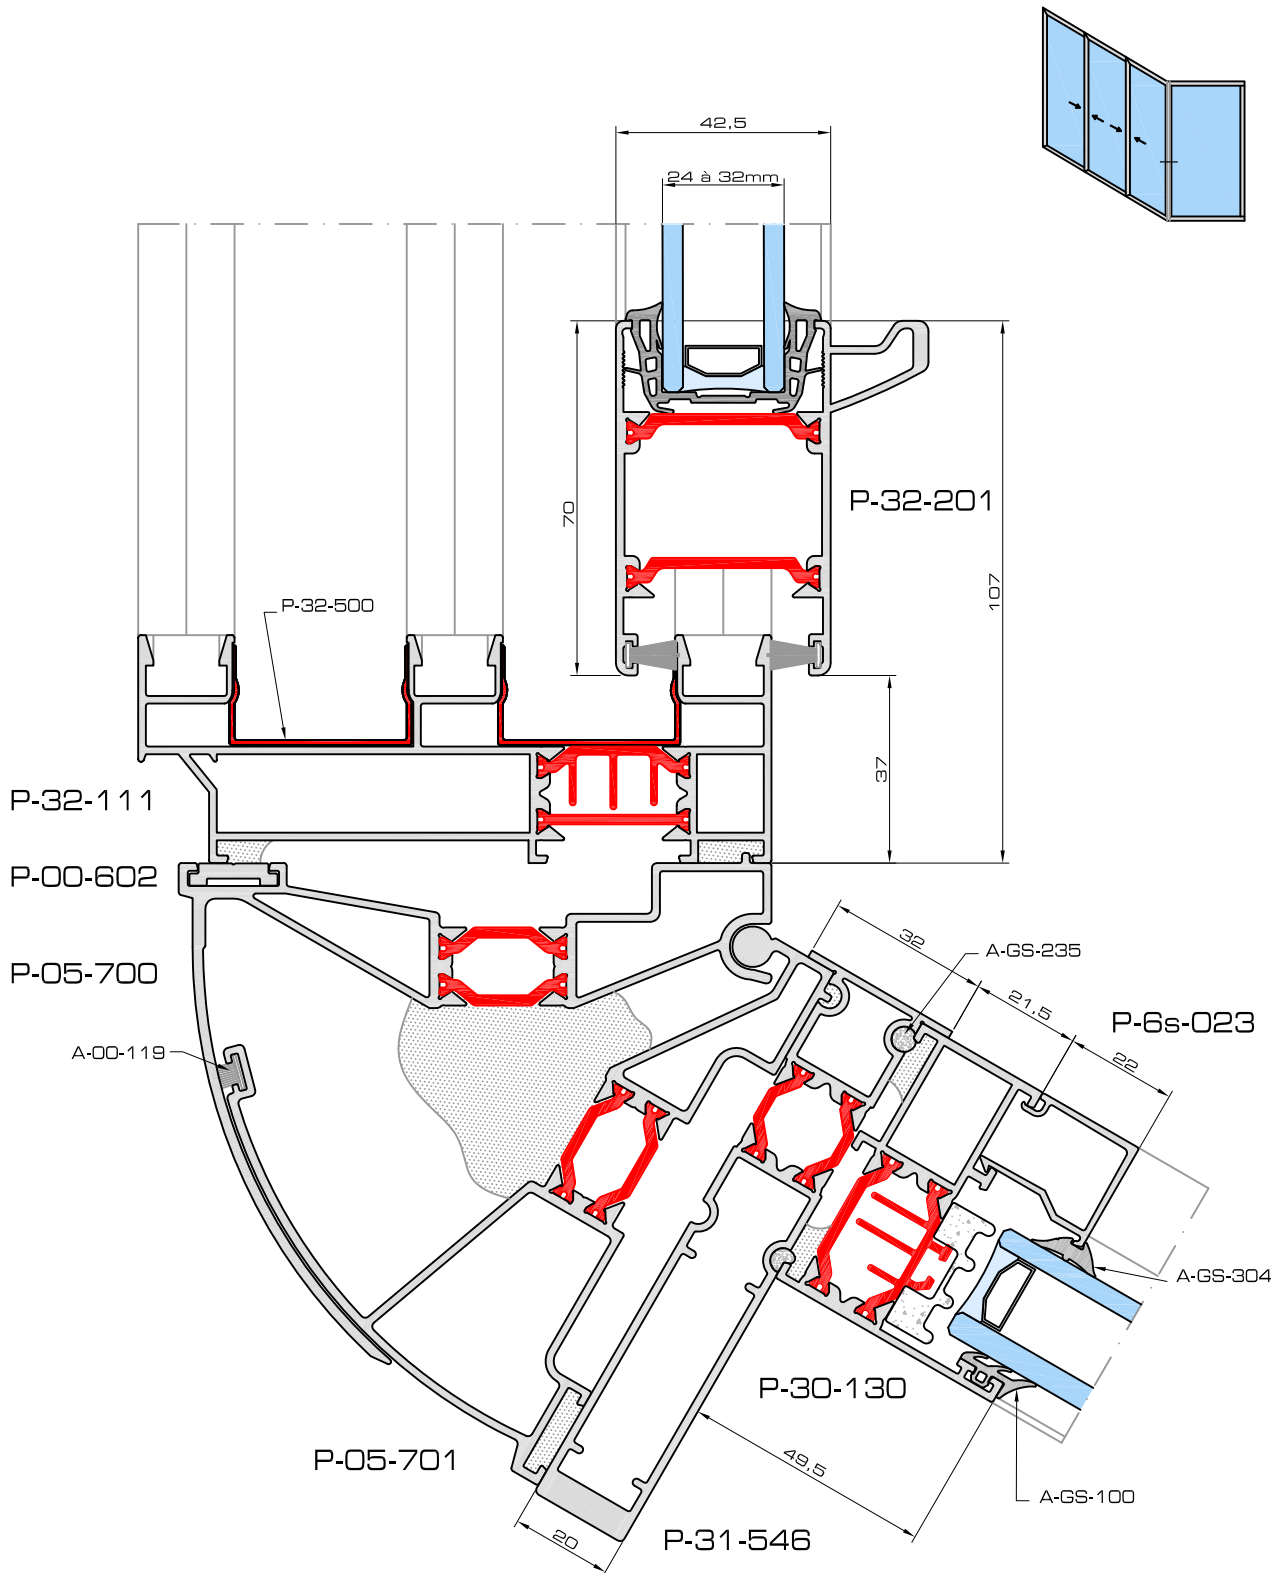 42,5
24 à 32mm
P-32-201
70
P-32-500
107
37
P-32-111
P-00-602
P-05-700
32
A-GS-235
21,5
P-6s-023
22
A-00-119
A-GS-304
P-30-130
49,5
P-05-701
A-GS-100
20
P-31-546